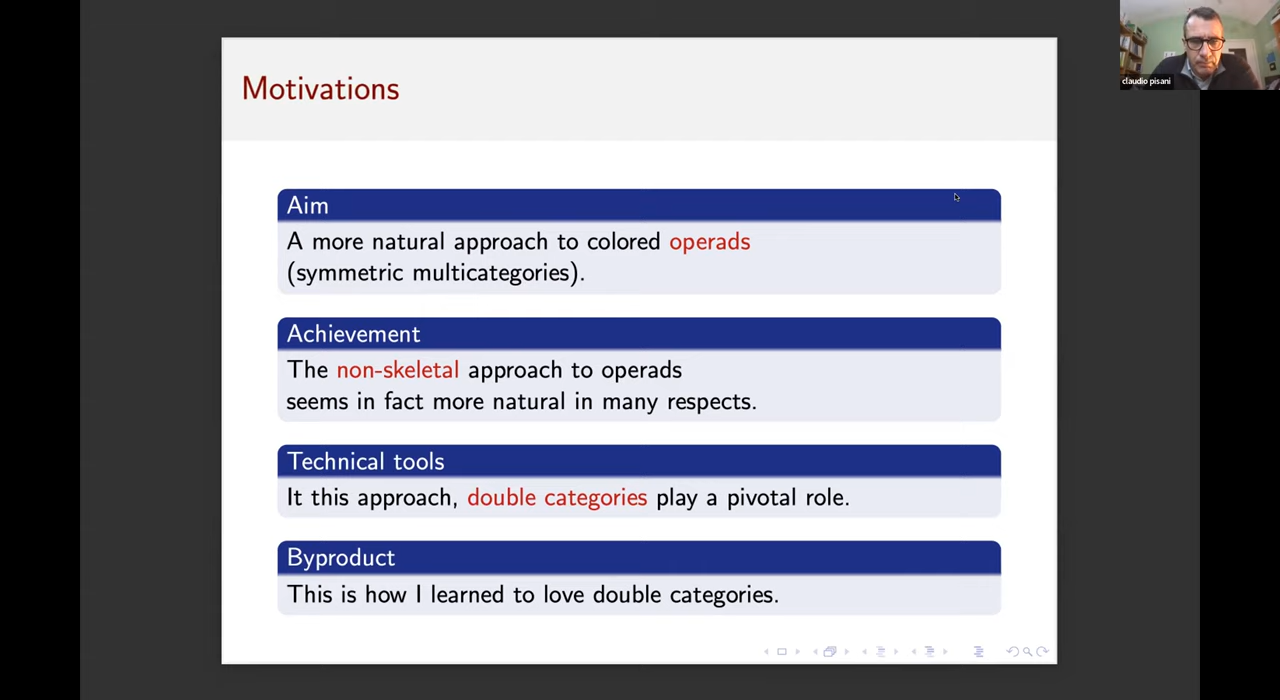 claudio pisani
Motivations
Aim
A more natural approach to colored operads
(symmetric multicategories).
Achievement
The non-skeletal approach to operads
seems in fact more natural in many respects.
Technical tools
It this approach, double categories play a pivotal role.
Byproduct
This is how I learned to love double categories.